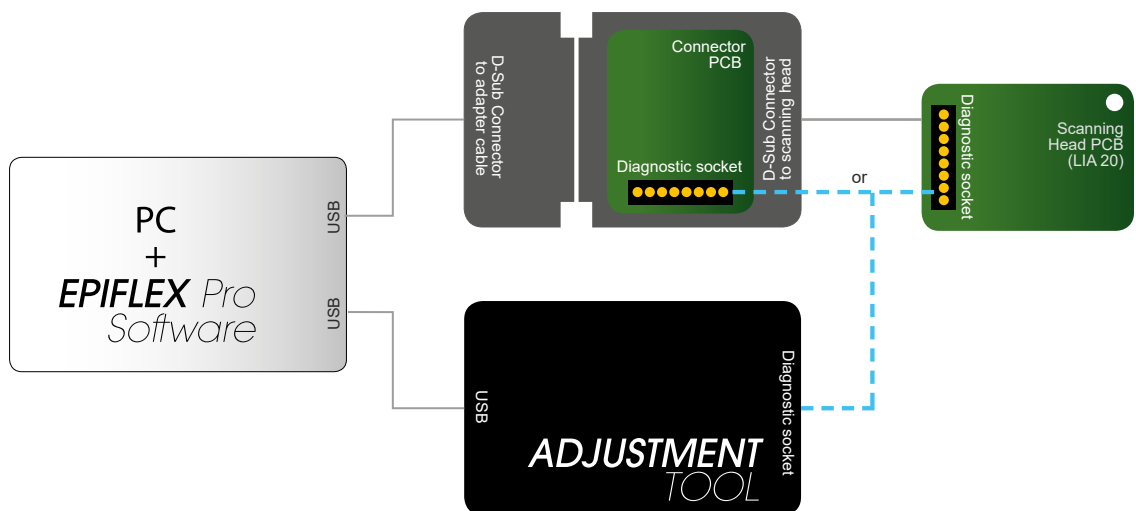 PC
+
EPIFLEX Pro
Software
USB
USB
D-Sub Connector
to adapter cable
Connector
PCB
Diagnostic socket
D-Sub Connector
to scanning head
or
Diagnostic socket
Scanning
Head PCB
(LIA 20)
USB
ADJUSTMENT
TOOL
Diagnostic socket